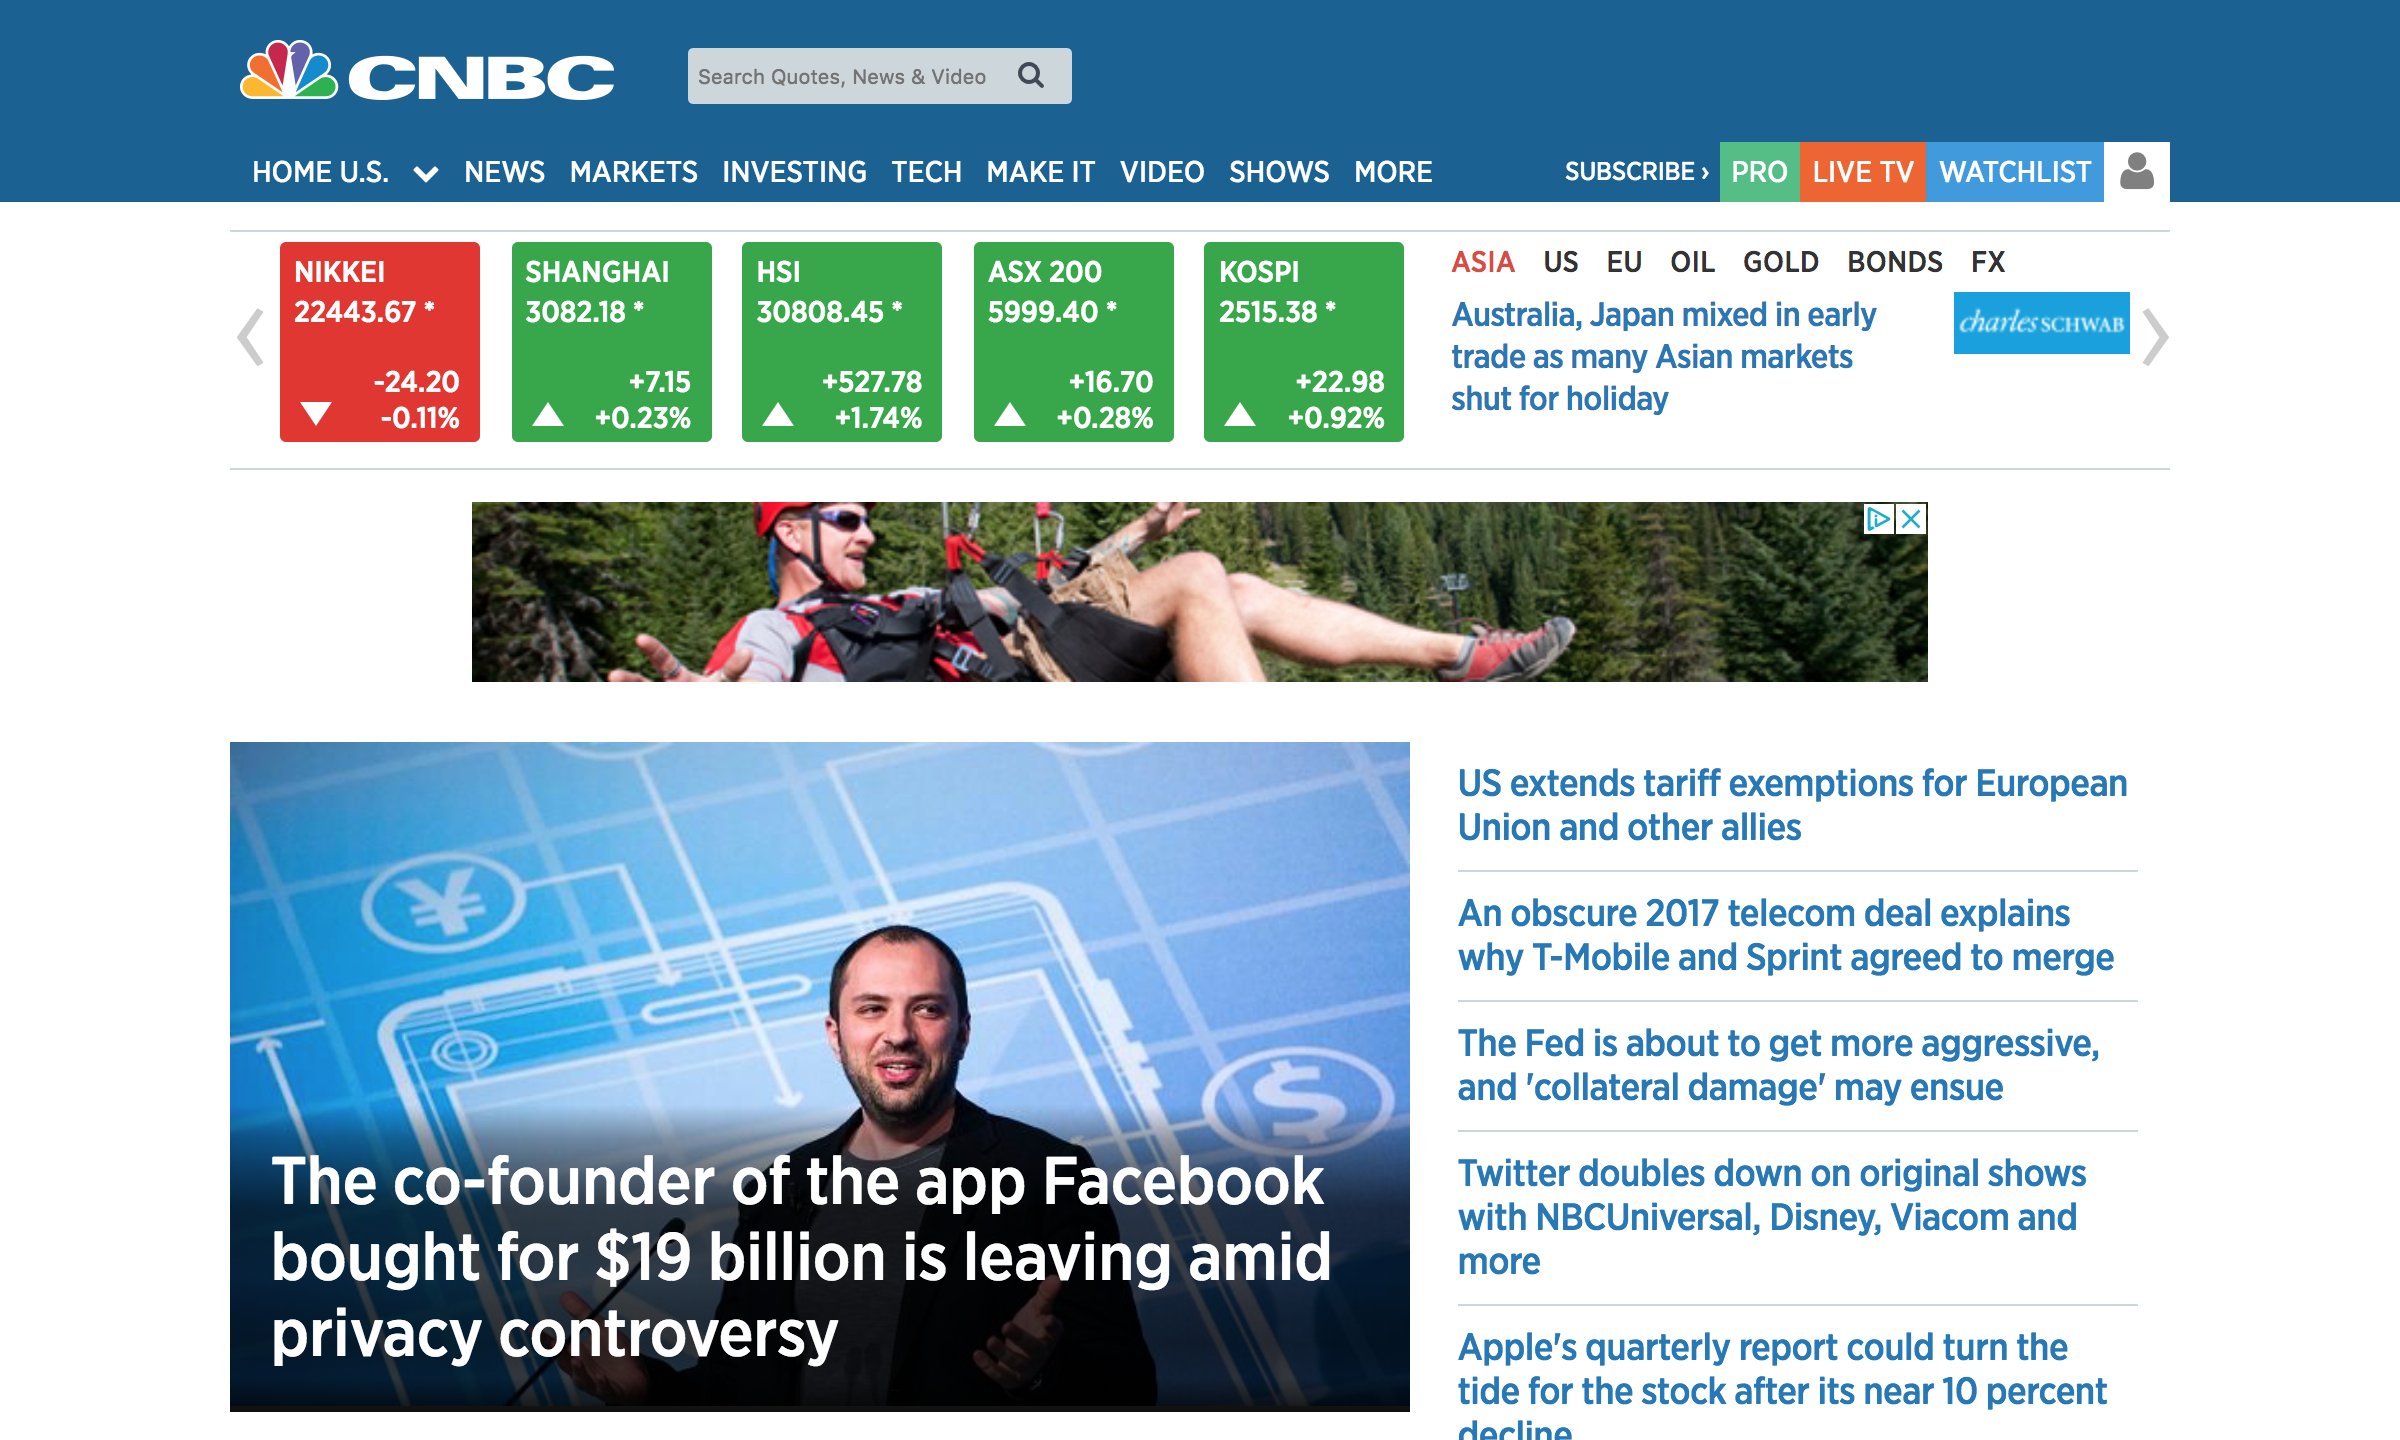 CNBC
Search Quotes, News & Video
HOME U.S. NEWS MARKETS INVESTING TECH MAKE IT VIDEO SHOWS MORE SUBSCRIBE › PRO LIVE TV WATCHLIST
NIKKEI
22443.67 *
-24.20
-0.11%
SHANGHAI
3082.18 *
+7.15
+0.23%
HSI
30808.45 *
+527.78
+1.74%
ASX 200
5999.40 *
+16.70
+0.28%
KOSPI
2515.38 *
+22.98
+0.92%
ASIA US EU OIL GOLD BONDS FX
Australia, Japan mixed in early
trade as many Asian markets
shut for holiday
charles SCHWAB
¥
$
The co-founder of the app Facebook
bought for $19 billion is leaving amid
privacy controversy
US extends tariff exemptions for European
Union and other allies
An obscure 2017 telecom deal explains
why T-Mobile and Sprint agreed to merge
The Fed is about to get more aggressive,
and 'collateral damage' may ensue
Twitter doubles down on original shows
with NBCUniversal, Disney, Viacom and
more
Apple's quarterly report could turn the
tide for the stock after its near 10 percent
decline